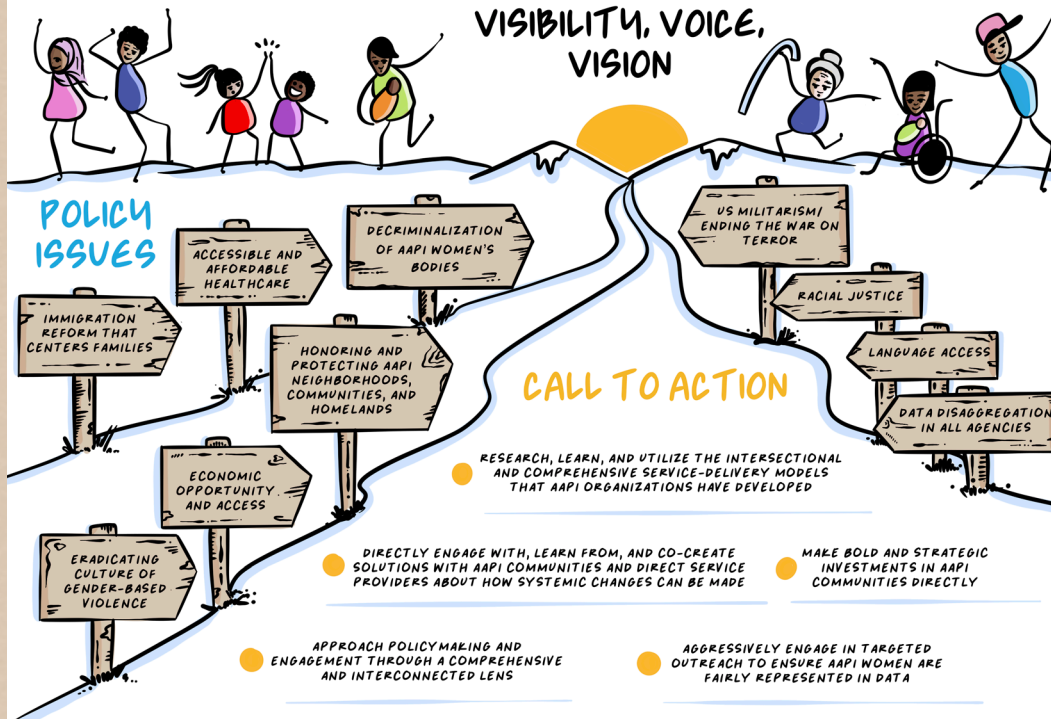 VISIBILITY, VOICE,
VISION
POLICY
ISSUES
IMMIGRATION
REFORM THAT
CENTERS FAMILIES
ACCESSIBLE AND
AFFORDABLE
HEALTHCARE
DECRIMINALIZATION
OF AAPI WOMEN'S
BODIES
HONORING AND
PROTECTING AAPI
NEIGHBORHOODS,
COMMUNITIES, AND
HOMELANDS
ECONOMIC
OPPORTUNITY
AND ACCESS
ERADICATING
CULTURE OF
GENDER-BASED
VIOLENCE
US MILITARISM/
ENDING THE WAR ON
TERROR
RACIAL JUSTICE
LANGUAGE ACCESS
DATA DISAGGREGATION
IN ALL AGENCIES
CALL TO ACTION
RESEARCH, LEARN, AND UTILIZE THE INTERSECTIONAL
AND COMPREHENSIVE SERVICE-DELIVERY MODELS
THAT AAPI ORGANIZATIONS HAVE DEVELOPED
DIRECTLY ENGAGE WITH, LEARN FROM, AND CO-CREATE
SOLUTIONS WITH AAPI COMMUNITIES AND DIRECT SERVICE
PROVIDERS ABOUT HOW SYSTEMIC CHANGES CAN BE MADE
MAKE BOLD AND STRATEGIC
INVESTMENTS IN AAPI
COMMUNITIES DIRECTLY
APPROACH POLICYMAKING AND
ENGAGEMENT THROUGH A COMPREHENSIVE
AND INTERCONNECTED LENS
AGGRESSIVELY ENGAGE IN TARGETED
OUTREACH TO ENSURE AAPI WOMEN ARE
FAIRLY REPRESENTED IN DATA